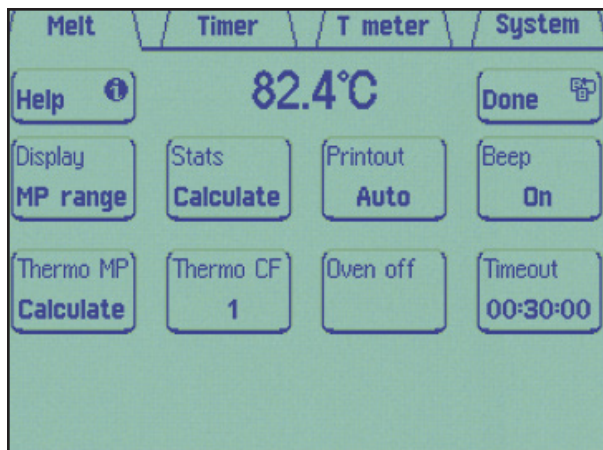 Melt Timer T meter System
Help 82.4°C Done
Display Stats Printout Beep
MP range Calculate Auto On
Thermo MP Thermo CF Oven off Timeout
Calculate 1 00:30:00